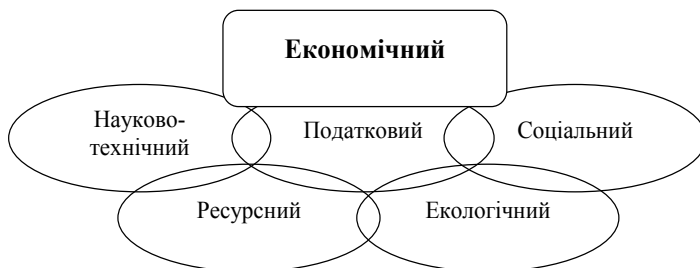 Економічний
Науково-
технічний
Податковий
Соціальний
Ресурсний
Екологічний